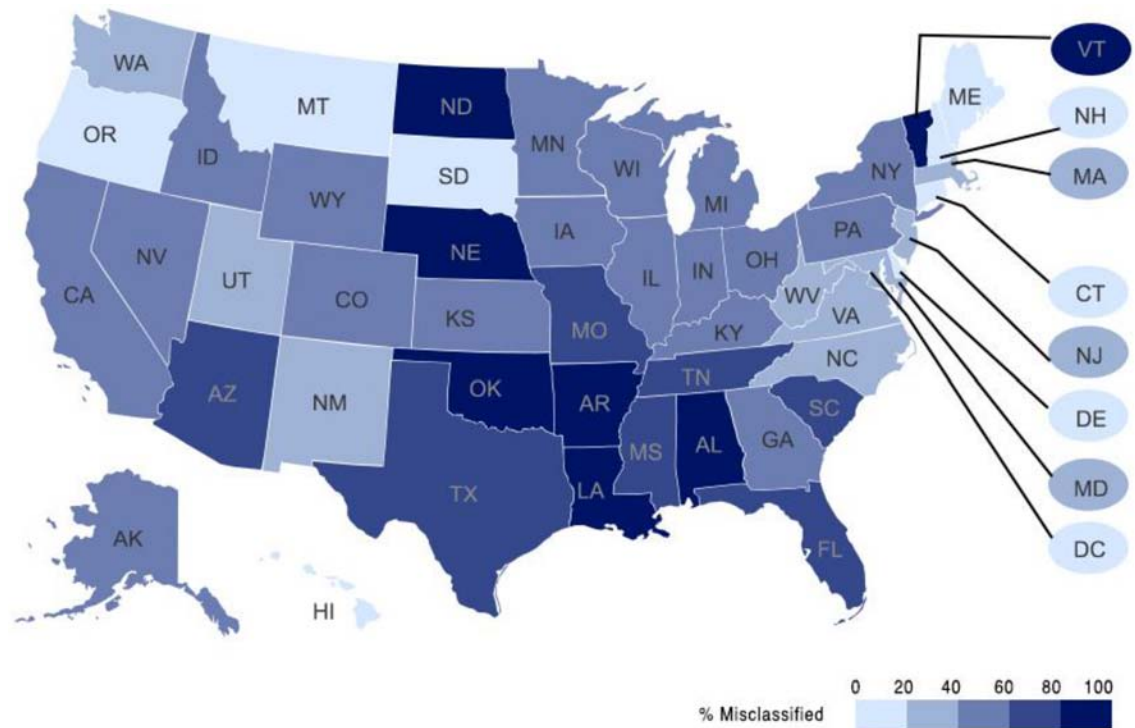 VT
WA
ME
MT
ND
NH
OR
MN
ID
SD
WI
NY
MA
WY
MI
IA
PA
NE
NV
OH
IL
IN
UT
CA
CO
WV
CT
KS
VA
MO
KY
NJ
NC
TN
OK
AZ
AR
NM
SC
DE
MS
AL
GA
LA
MD
TX
AK
FL
DC
HI
0 20 40 60 80 100
% Misclassified